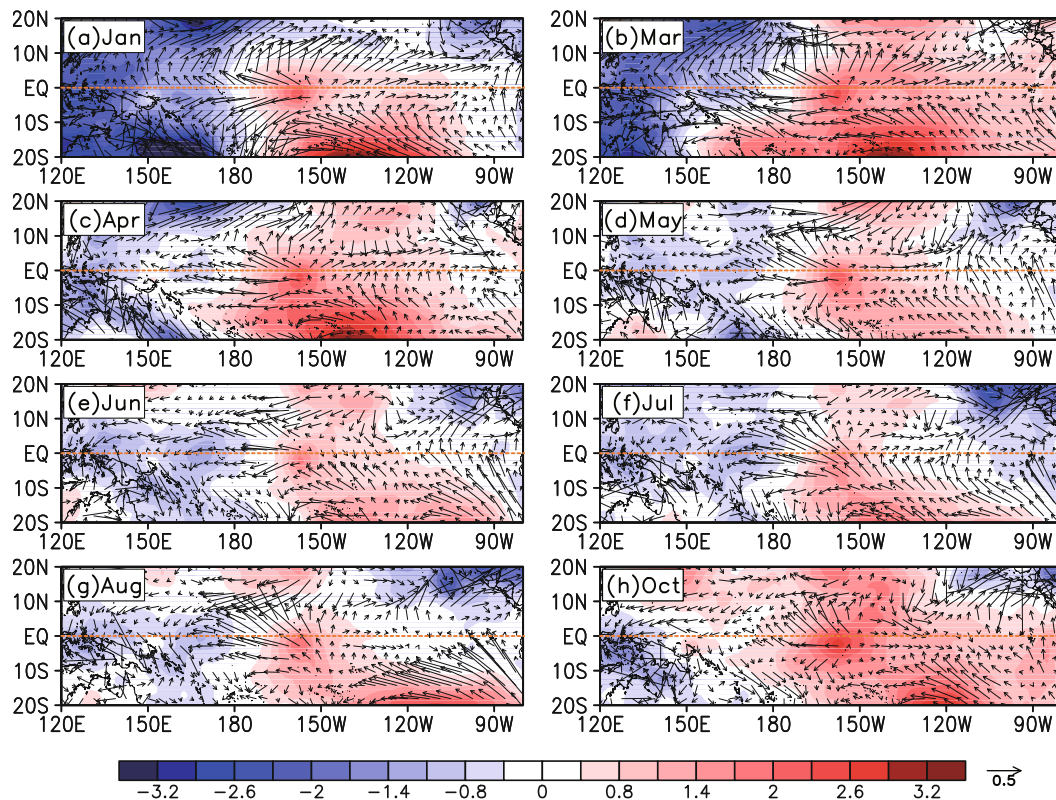 20N 20N
(a)Jan (b)Mar
10N 10N
EQ EQ
10S 10S
20S 20S
120E 150E 180 150W 120W 90W 120E 150E 180 150W 120W 90W
20N 20N
(c)Apr (d)May
10N 10N
EQ EQ
10S 10S
20S 20S
120E 150E 180 150W 120W 90W 120E 150E 180 150W 120W 90W
20N 20N
(e)Jun (f)Jul
10N 10N
EQ EQ
10S 10S
20S 20S
120E 150E 180 150W 120W 90W 120E 150E 180 150W 120W 90W
20N 20N
(g)Aug (h)Oct
10N 10N
EQ EQ
10S 10S
20S 20S
120E 150E 180 150W 120W 90W 120E 150E 180 150W 120W 90W
−3.2 −2.6 −2 −1.4 −0.8 0 0.8 1.4 2 2.6 3.2 0.5